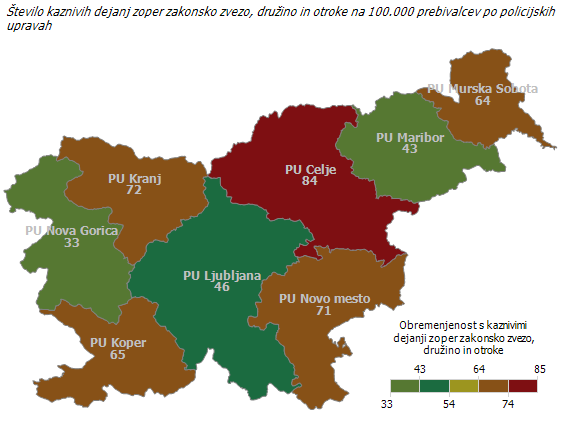 Število kaznivih dejanj zoper zakonsko zvezo, družino in otroke na 100.000 prebivalcev po policijskih
upravah
PU Murska Sobota
64
PU Maribor
43
PU Celje
84
PU Kranj
72
PU Nova Gorica
33
PU Ljubljana
46
PU Novo mesto
71
PU Koper
65
Obremenjenost s kaznivimi
dejanji zoper zakonsko zvezo,
družino in otroke
43 64 85
33 54 74